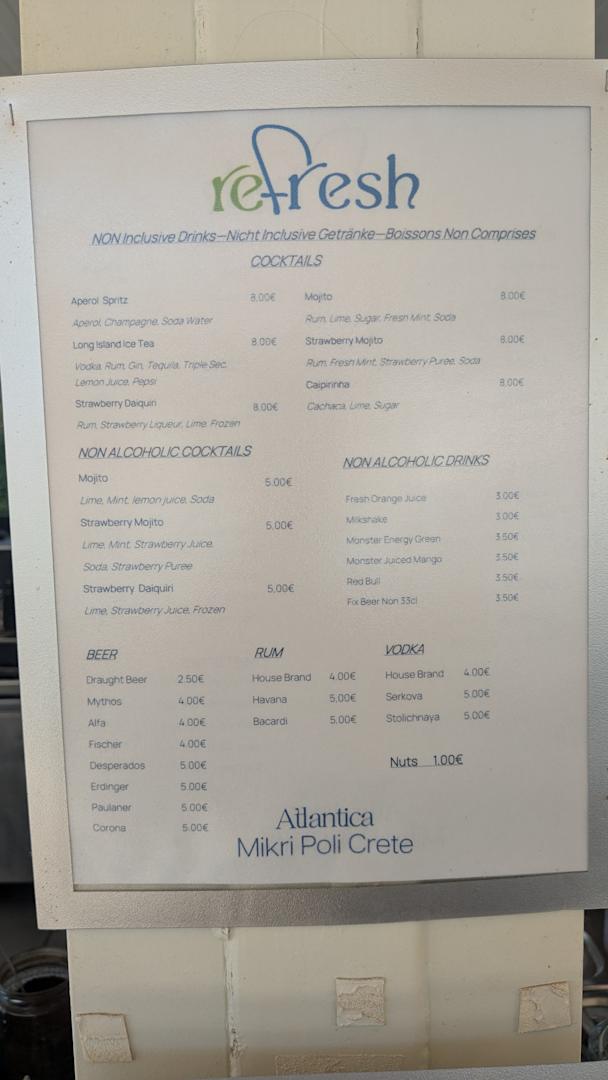 refresh
NON Inclusive Drinks–Nicht Inclusive Getränke–Boissons Non Comprises
COCKTAILS
Aperol Spritz 8.00€
Aperol, Champagne, Soda Water
Long Island Ice Tea 8.00€
Vodka, Rum, Gin, Tequila, Triple Sec,
Lemon Juice, Pepsi
Strawberry Daiquiri 8.00€
Rum, Strawberry Liqueur, Lime, Frozen
Mojito 8.00€
Rum, Lime, Sugar, Fresh Mint, Soda
Strawberry Mojito 8.00€
Rum, Fresh Mint, Strawberry Puree, Soda
Caipirinha 8.00€
Cachaca, Lime, Sugar
NON ALCOHOLIC COCKTAILS
Mojito 5.00€
Lime, Mint, lemon juice, Soda
Strawberry Mojito 5,00€
Lime, Mint, Strawberry Juice,
Soda, Strawberry Puree
Strawberry Daiquiri 5,00€
Lime, Strawberry Juice, Frozen
NON ALCOHOLIC DRINKS
Fresh Orange Juice 3.00€
Milkshake 3.00€
Monster Energy Green 3.50€
Monster Juiced Mango 3.50€
Red Bull 3.50€
Fix Beer Non 33cl 3.50€
BEER
Draught Beer 2.50€
Mythos 4.00€
Alfa 4.00€
Fischer 4.00€
Desperados 5.00€
Erdinger 5.00€
Paulaner 5.00€
Corona 5.00€
RUM
House Brand 4.00€
Havana 5,00€
Bacardi 5,00€
VODKA
House Brand 4.00€
Serkova 5.00€
Stolichnaya 5.00€
Nuts 1.00€
Atlantica
Mikri Poli Crete